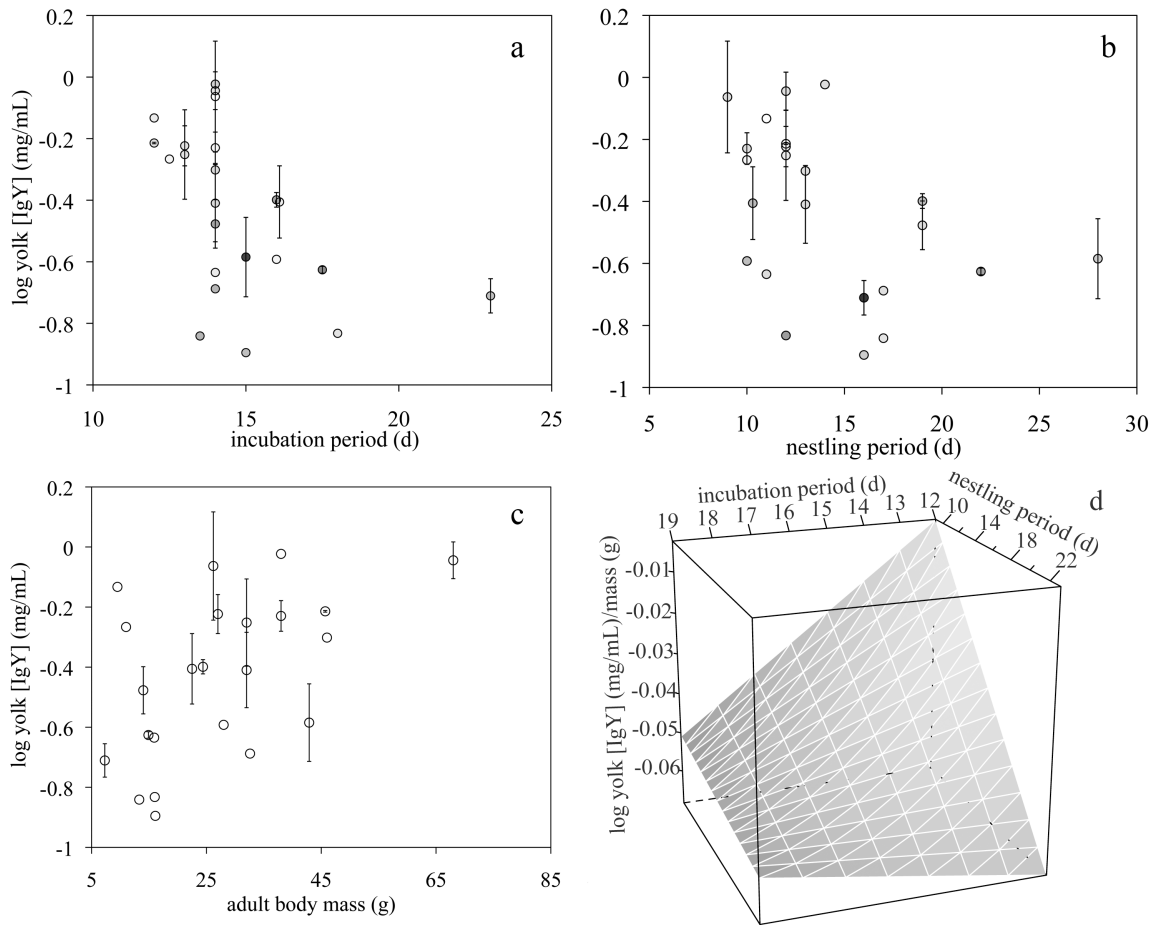 a
0.2
0
-0.2
-0.4
-0.6
-0.8
-1
log yolk [IgY] (mg/mL)
10 15 20 25
incubation period (d)
b
0.2
0
-0.2
-0.4
-0.6
-0.8
-1
5 10 15 20 25 30
nestling period (d)
c
0.2
0
-0.2
-0.4
-0.6
-0.8
-1
log yolk [IgY] (mg/mL)
5 25 45 65 85
adult body mass (g)
d
incubation period (d)
19 18 17 16 15 14 13 12
nestling period (d)
10 14 18 22
-0.01
-0.02
-0.03
-0.04
-0.05
-0.06
log yolk [IgY] (mg/mL)/mass (g)